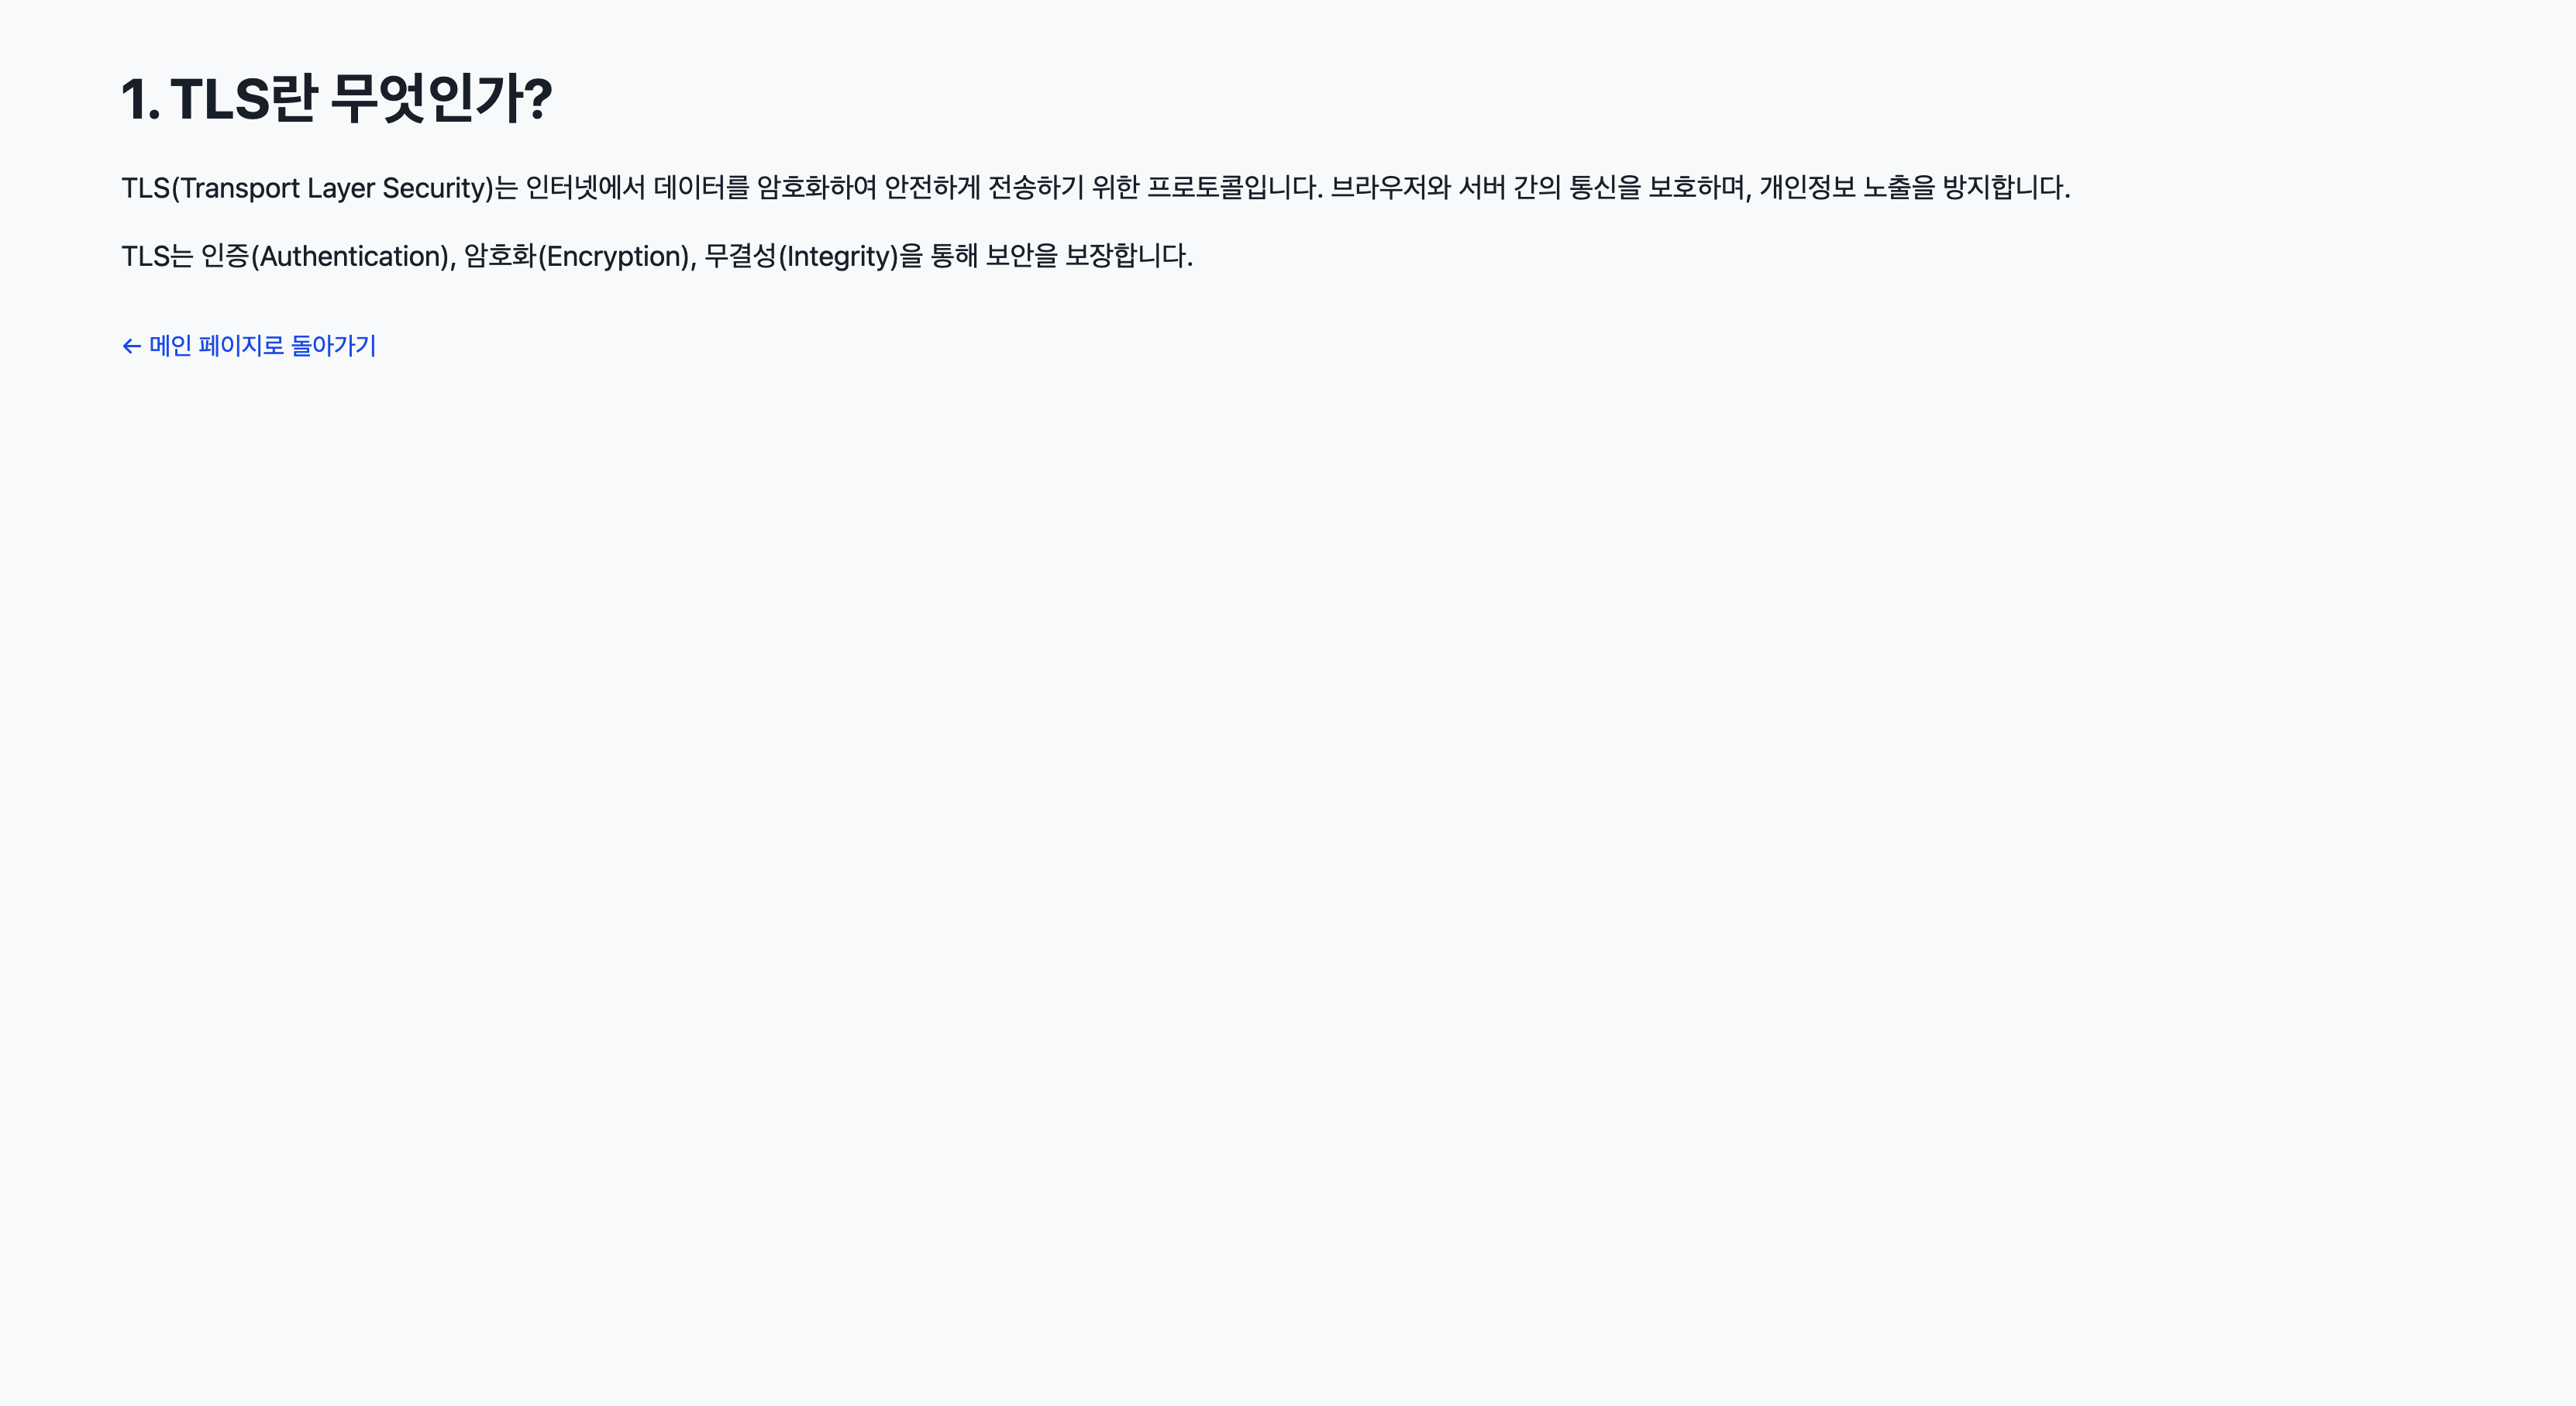 1. TLS란 무엇인가?
TLS(Transport Layer Security)는 인터넷에서 데이터를 암호화하여 안전하게 전송하기 위한 프로토콜입니다. 브라우저와 서버 간의 통신을 보호하며, 개인정보 노출을 방지합니다.
TLS는 인증(Authentication), 암호화(Encryption), 무결성(Integrity)을 통해 보안을 보장합니다.
← 메인 페이지로 돌아가기